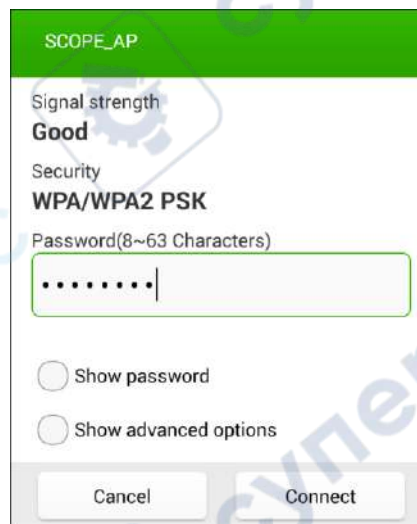 SCOPE_AP
Signal strength
Good
Security
WPA/WPA2 PSK
Password(8~63 Characters)
••••••••
Show password
Show advanced options
Cancel
Connect